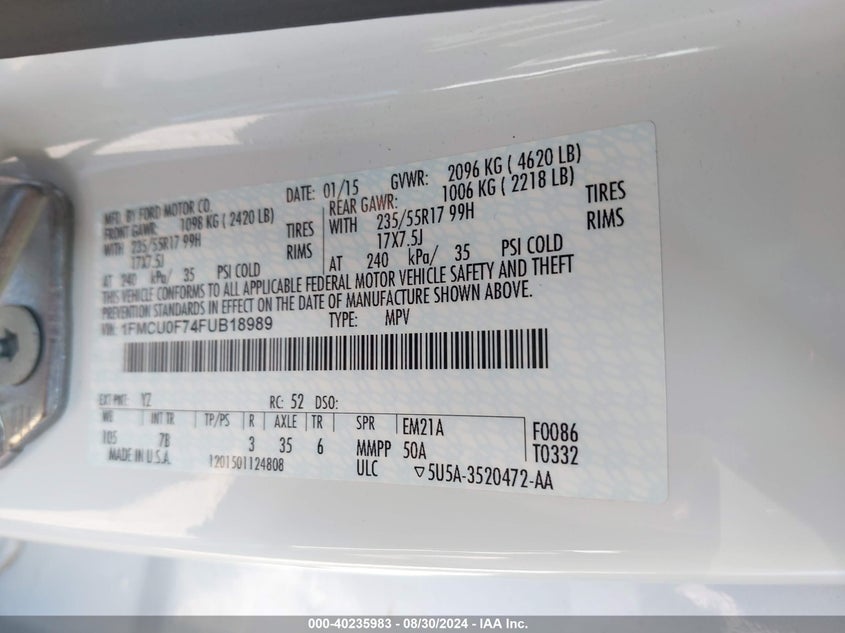 MFD. BY FORD MOTOR CO. DATE: 01/15 GVWR: 2096 KG ( 4620 LB)
FRONT GAWR: 1098 KG ( 2420 LB) REAR GAWR: 1006 KG ( 2218 LB)
WITH 235/55R17 99H TIRES WITH 235/55R17 99H TIRES
17X7.5J RIMS 17X7.5J RIMS
AT 240 kPa/ 35 PSI COLD AT 240 kPa/ 35 PSI COLD
THIS VEHICLE CONFORMS TO ALL APPLICABLE FEDERAL MOTOR VEHICLE SAFETY AND THEFT
PREVENTION STANDARDS IN EFFECT ON THE DATE OF MANUFACTURE SHOWN ABOVE.
VIN: 1FMCU0F74FUB18989 TYPE: MPV
EXT PNT: YZ RC: 52 DSO:
WB INT TR TP/PS R AXLE TR SPR EM21A F0086
105 7B 3 35 6 MMPP 50A T0332
MADE IN U.S.A. 1201501124808 ULC ▽5U5A-3520472-AA
000-40235983 - 08/30/2024 - IAA Inc.